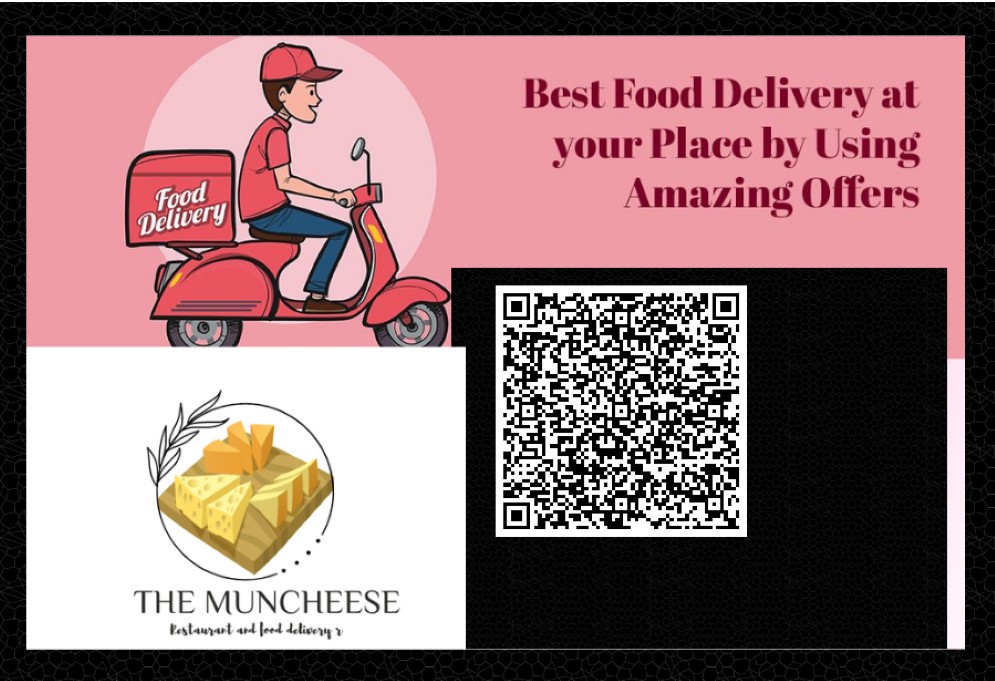 Best Food Delivery at
your Place by Using
Amazing Offers
Food
Delivery
THE MUNCHEESE
Restaurant and food delivery r